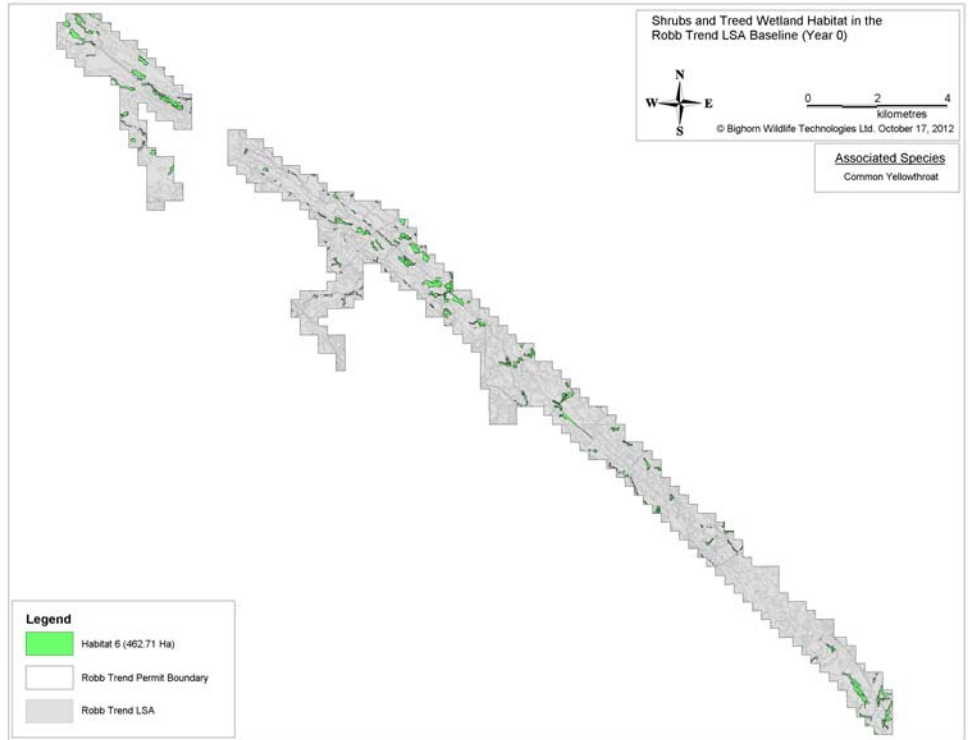 Shrubs and Treed Wetland Habitat in the
Robb Trend LSA Baseline (Year 0)
N
W E
S
0 2 4
kilometres
© Bighorn Wildlife Technologies Ltd. October 17, 2012
Associated Species
Common Yellowthroat
Legend
Habitat 6 (462.71 Ha)
Robb Trend Permit Boundary
Robb Trend LSA